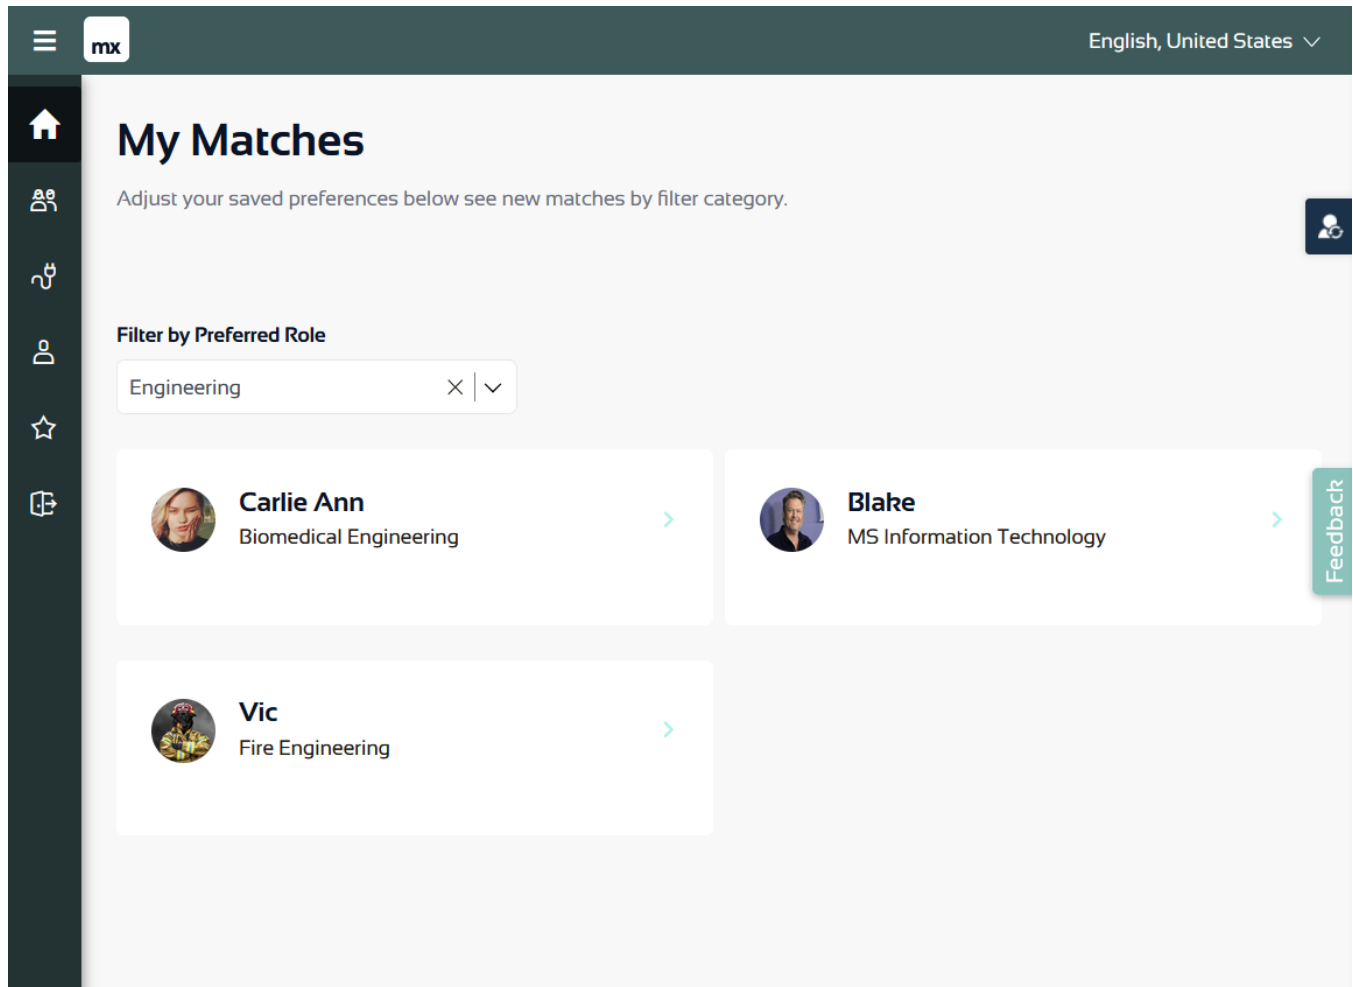 mx
English, United States
My Matches
Adjust your saved preferences below see new matches by filter category.
Filter by Preferred Role
Engineering
Carlie Ann
Biomedical Engineering
Blake
MS Information Technology
Feedback
Vic
Fire Engineering